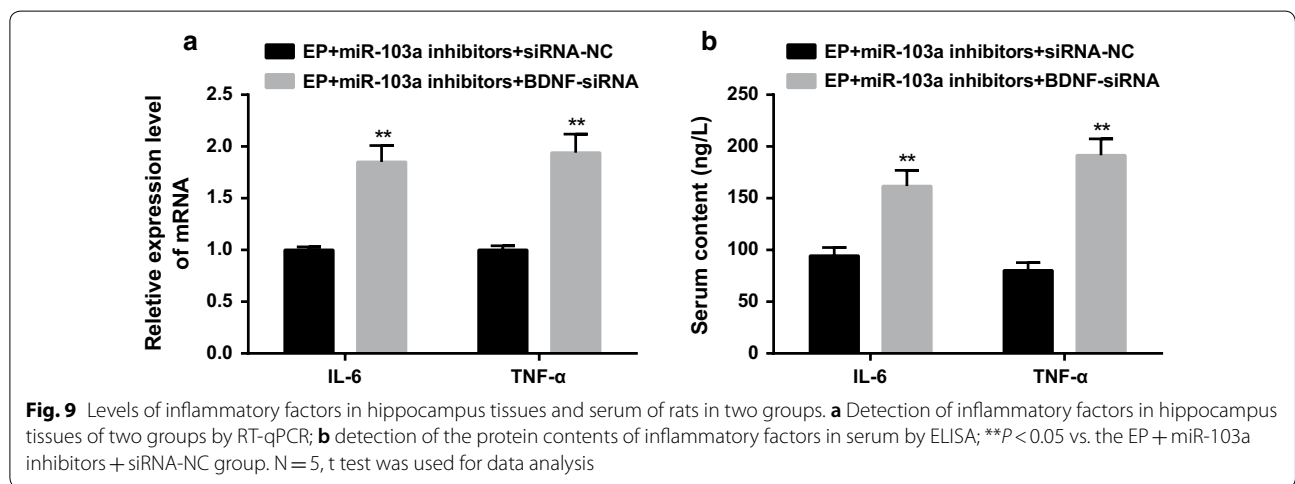 a
EP+miR-103a inhibitors+siRNA-NC
EP+miR-103a inhibitors+BDNF-siRNA
Reletive expression level
of mRNA
2.5
2.0
1.5
1.0
0.5
0.0
**
**
IL-6
TNF-α
b
EP+miR-103a inhibitors+siRNA-NC
EP+miR-103a inhibitors+BDNF-siRNA
Serum content (ng/L)
250
200
150
100
50
0
**
**
IL-6
TNF-α
Fig. 9 Levels of inflammatory factors in hippocampus tissues and serum of rats in two groups. a Detection of inflammatory factors in hippocampus
tissues of two groups by RT-qPCR; b detection of the protein contents of inflammatory factors in serum by ELISA; **P < 0.05 vs. the EP + miR-103a
inhibitors + siRNA-NC group. N = 5, t test was used for data analysis